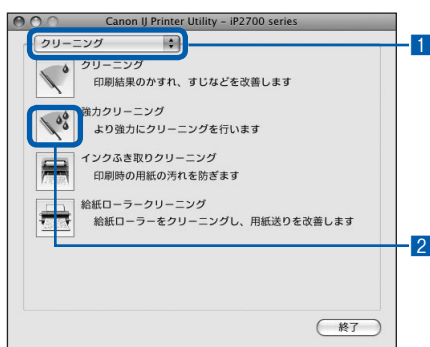 Canon IJ Printer Utility – iP2700 series
クリーニング
1
クリーニング
印刷結果のかすれ、すじなどを改善します
強力クリーニング
より強力にクリーニングを行います
インクふき取りクリーニング
印刷時の用紙の汚れを防ぎます
給紙ローラークリーニング
給紙ローラーをクリーニングし、用紙送りを改善します
2
終了